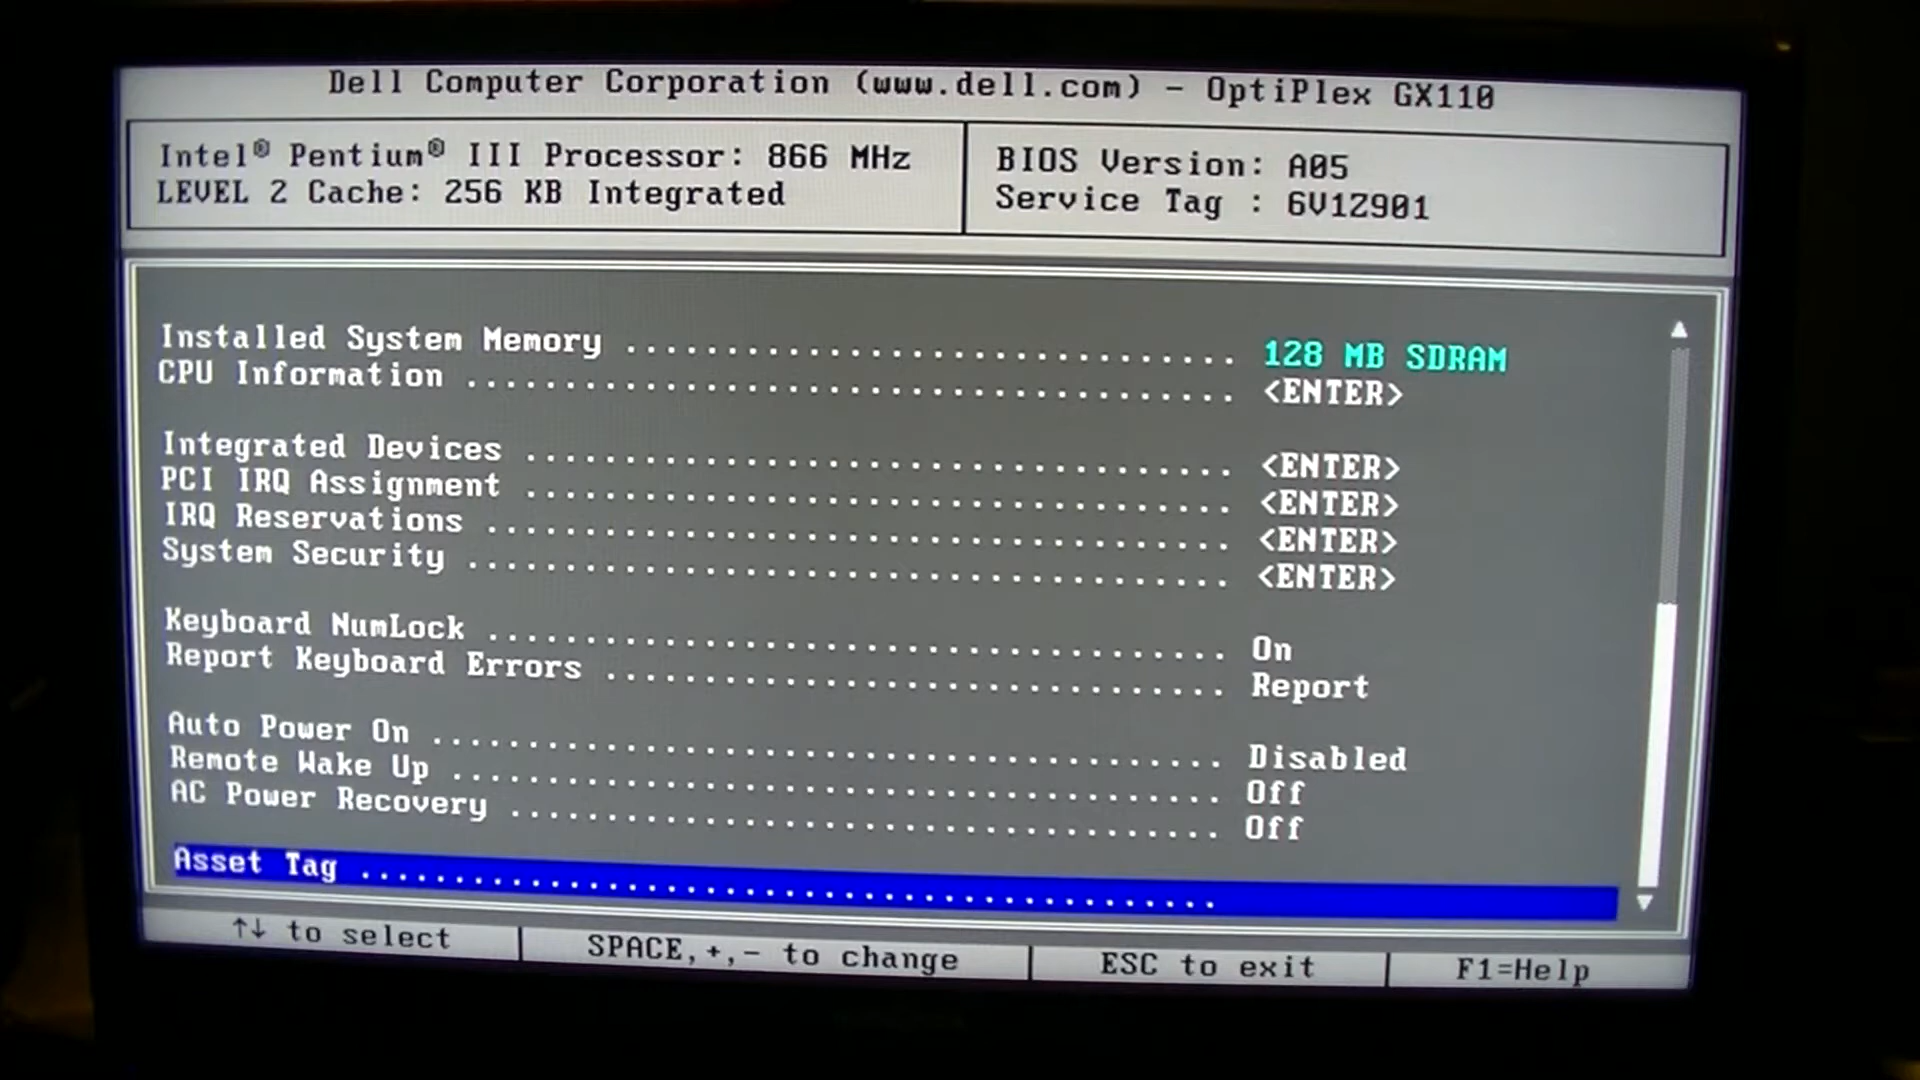 Dell Computer Corporation (www.dell.com) - OptiPlex GX110
Intel® Pentium® III Processor: 866 MHz
LEVEL 2 Cache: 256 KB Integrated
BIOS Version: A05
Service Tag : 6V1Z901
Installed System Memory ................................ 128 MB SDRAM
CPU Information ........................................ <ENTER>
Integrated Devices ..................................... <ENTER>
PCI IRQ Assignment ..................................... <ENTER>
IRQ Reservations ....................................... <ENTER>
System Security ........................................ <ENTER>
Keyboard NumLock ....................................... On
Report Keyboard Errors ................................. Report
Auto Power On .......................................... Disabled
Remote Wake Up ......................................... Off
AC Power Recovery ...................................... Off
Asset Tag .............................................
↑↓ to select
SPACE,+,- to change
ESC to exit
F1=Help